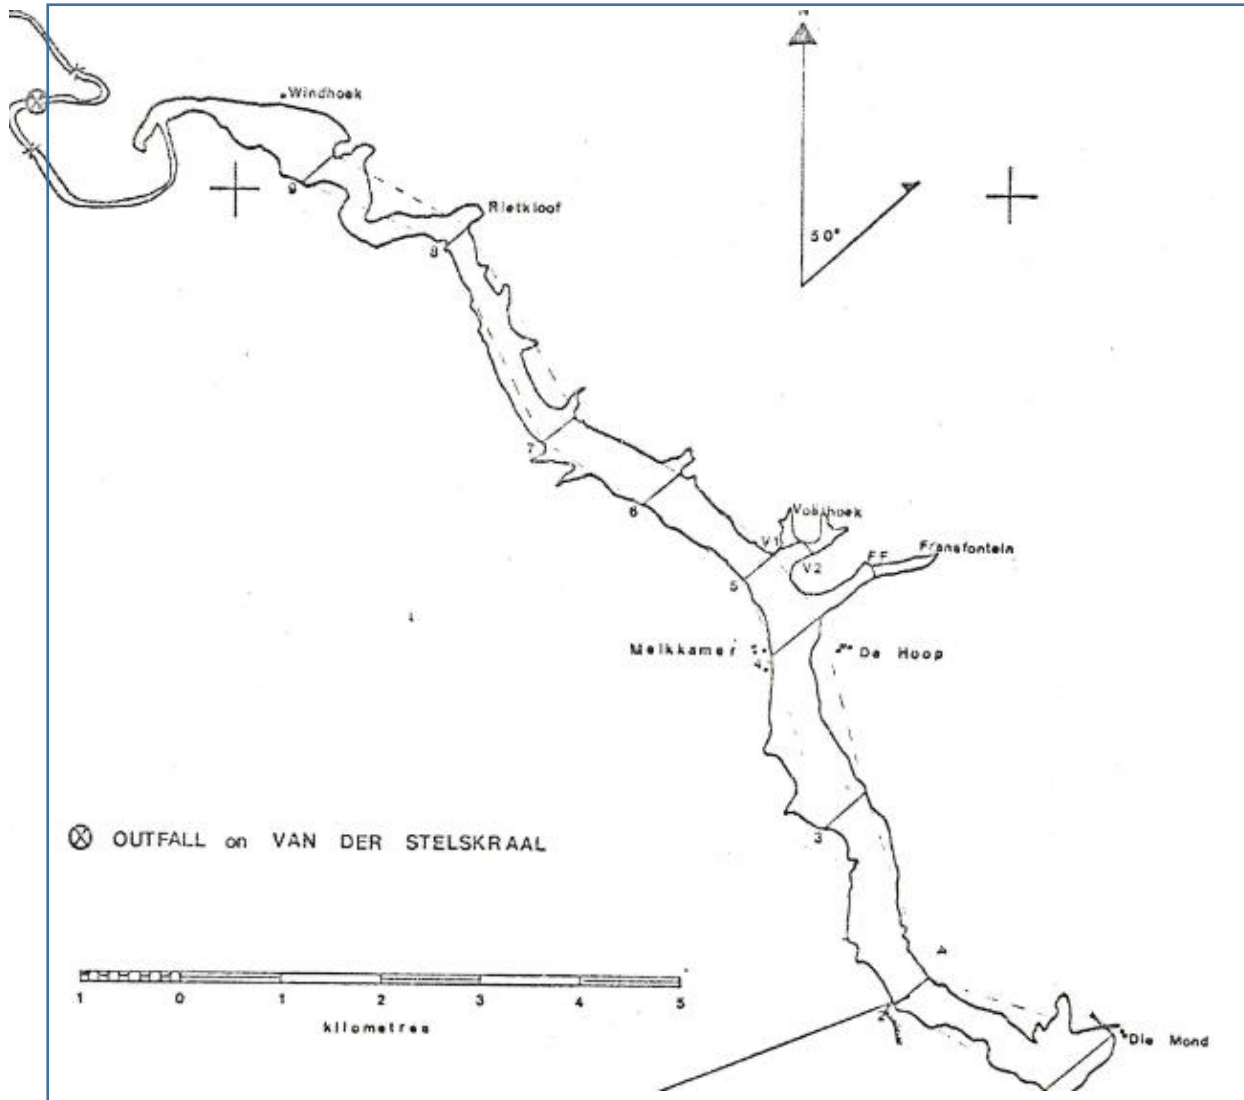 N
Windhoek
9
Rietkloof
8
50°
7
6
V1
V2
FF
Fransfontein
5
Melkkamer
4
De Hoop
3
OUTFALL on VAN DER STELSKRAAL
1 0 1 2 3 4 5
kilometres
2
Die Mond